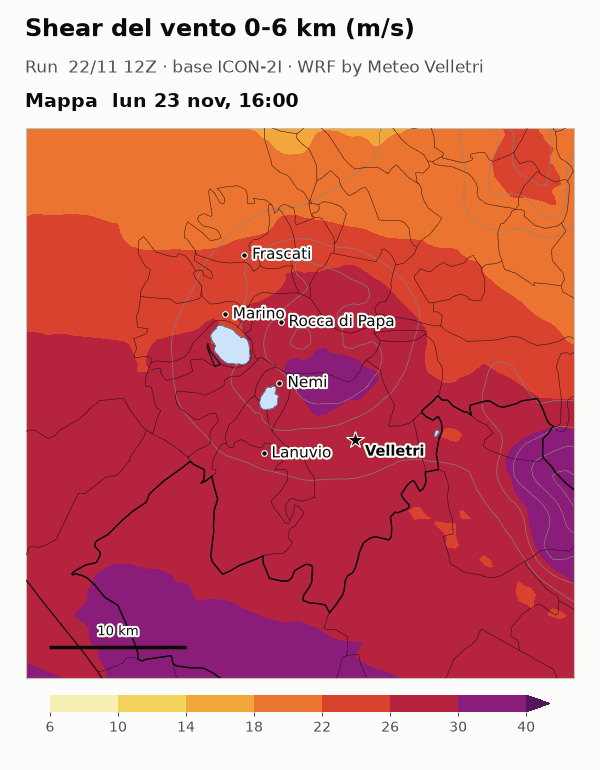 Shear del vento 0-6 km (m/s)
Run  22/11 12Z · base ICON-2I · WRF by Meteo Velletri
Mappa  lun 23 nov, 16:00
Frascati
Marino
Rocca di Papa
Nemi
Velletri
Lanuvio
10 km
6 10 14 18 22 26 30 40